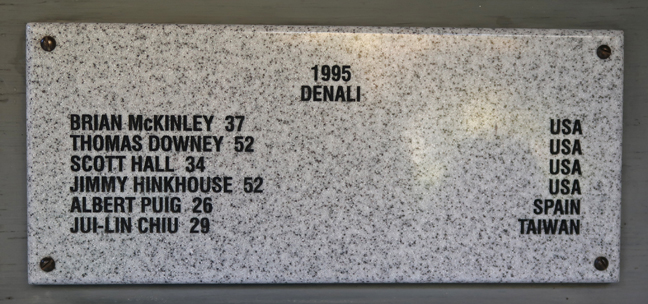 1995
DENALI
BRIAN McKINLEY 37 USA
THOMAS DOWNEY 52 USA
SCOTT HALL 34 USA
JIMMY HINKHOUSE 52 USA
ALBERT PUIG 26 SPAIN
JUI-LIN CHIU 29 TAIWAN